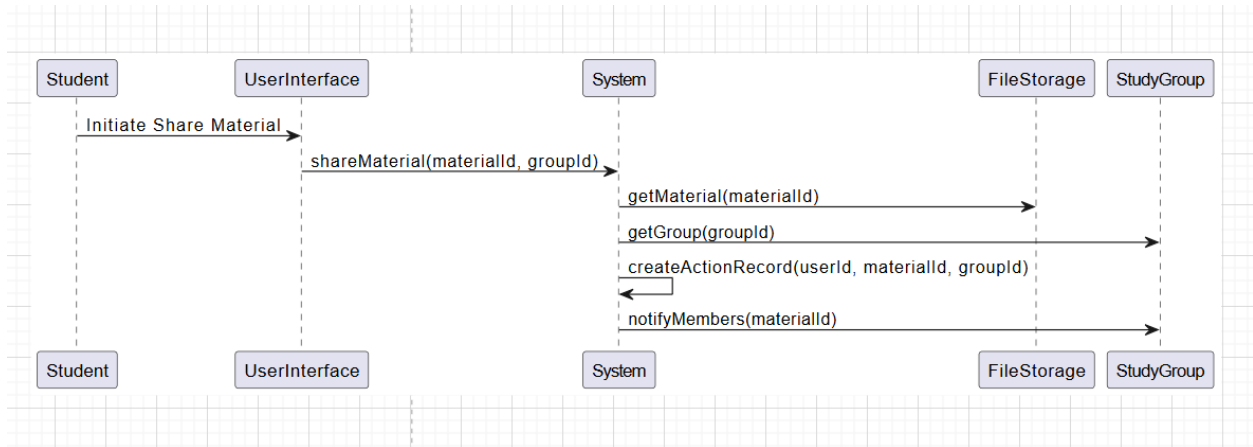 Student UserInterface System FileStorage StudyGroup
Initiate Share Material
shareMaterial(materialId, groupId)
getMaterial(materialId)
getGroup(groupId)
createActionRecord(userId, materialId, groupId)
notifyMembers(materialId)
Student UserInterface System FileStorage StudyGroup